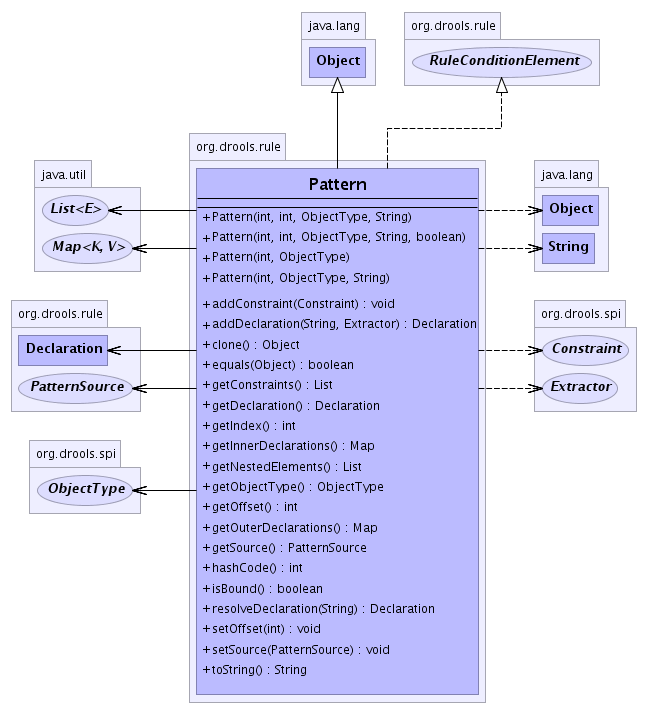 java.lang
Object
org.drools.rule
RuleConditionElement
org.drools.rule
Pattern
+ Pattern(int, int, ObjectType, String)
+ Pattern(int, int, ObjectType, String, boolean)
+ Pattern(int, ObjectType)
+ Pattern(int, ObjectType, String)
+ addConstraint(Constraint) : void
+ addDeclaration(String, Extractor) : Declaration
+ clone() : Object
+ equals(Object) : boolean
+ getConstraints() : List
+ getDeclaration() : Declaration
+ getIndex() : int
+ getInnerDeclarations() : Map
+ getNestedElements() : List
+ getObjectType() : ObjectType
+ getOffset() : int
+ getOuterDeclarations() : Map
+ getSource() : PatternSource
+ hashCode() : int
+ isBound() : boolean
+ resolveDeclaration(String) : Declaration
+ setOffset(int) : void
+ setSource(PatternSource) : void
+ toString() : String
java.util
List<E>
Map<K, V>
org.drools.rule
Declaration
PatternSource
org.drools.spi
ObjectType
java.lang
Object
String
org.drools.spi
Constraint
Extractor